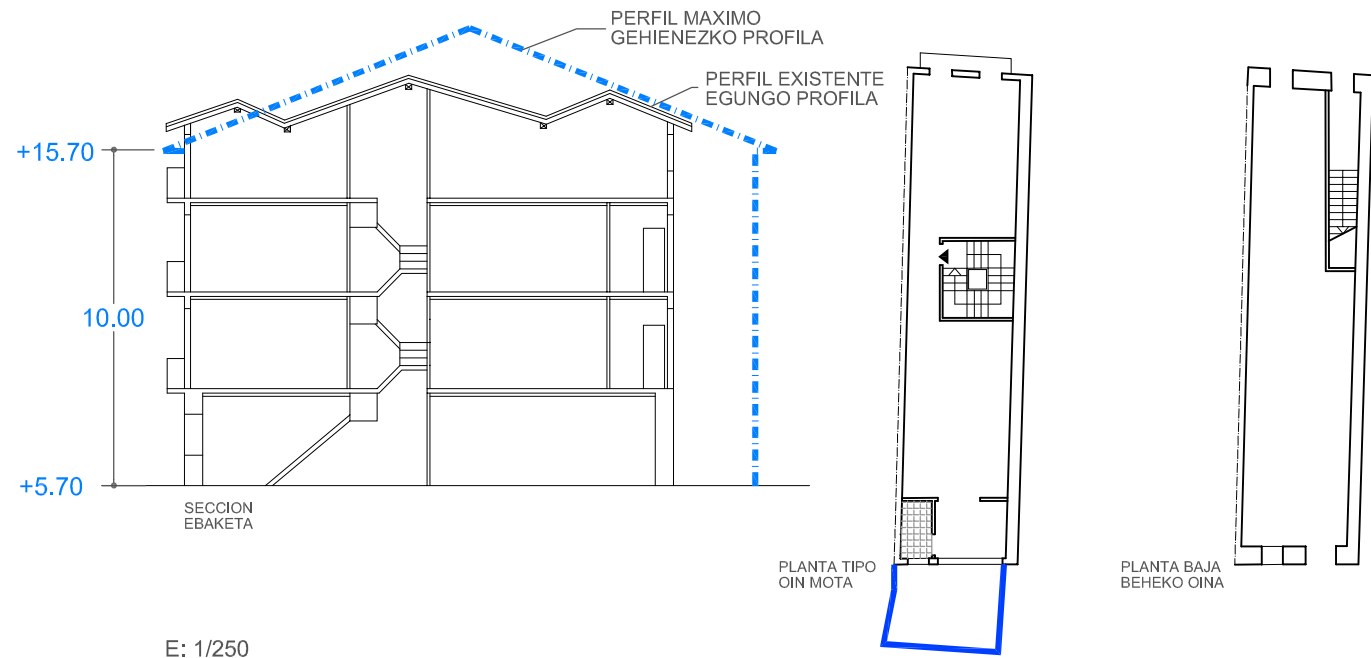 PERFIL MAXIMO
GEHIENEZKO PROFILA
PERFIL EXISTENTE
EGUNGO PROFILA
+15.70
10.00
+5.70
SECCION
EBAKETA
PLANTA TIPO
OIN MOTA
PLANTA BAJA
BEHEKO OINA
E: 1/250